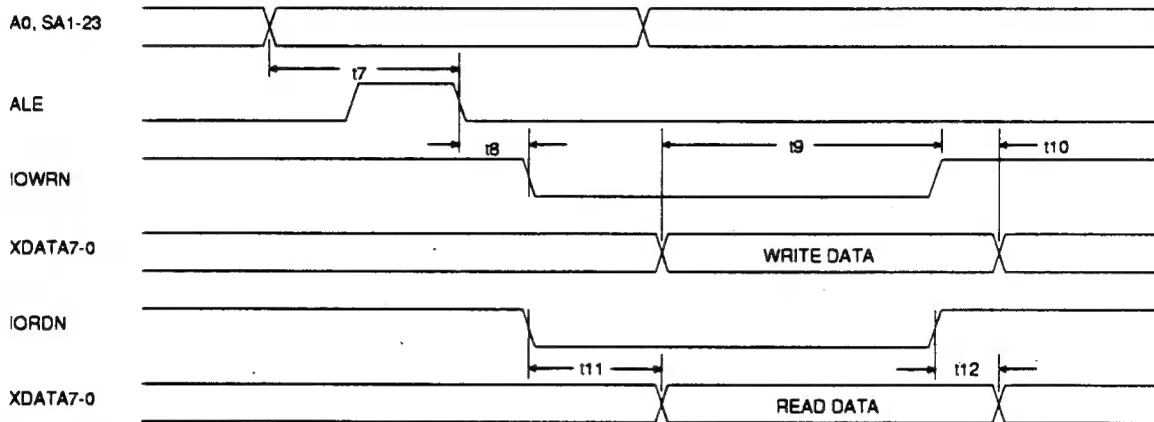 A0, SA1-23
t7
ALE
t8
t9
t10
IOWRN
XDATA7-0
WRITE DATA
IORDN
t11
t12
XDATA7-0
READ DATA